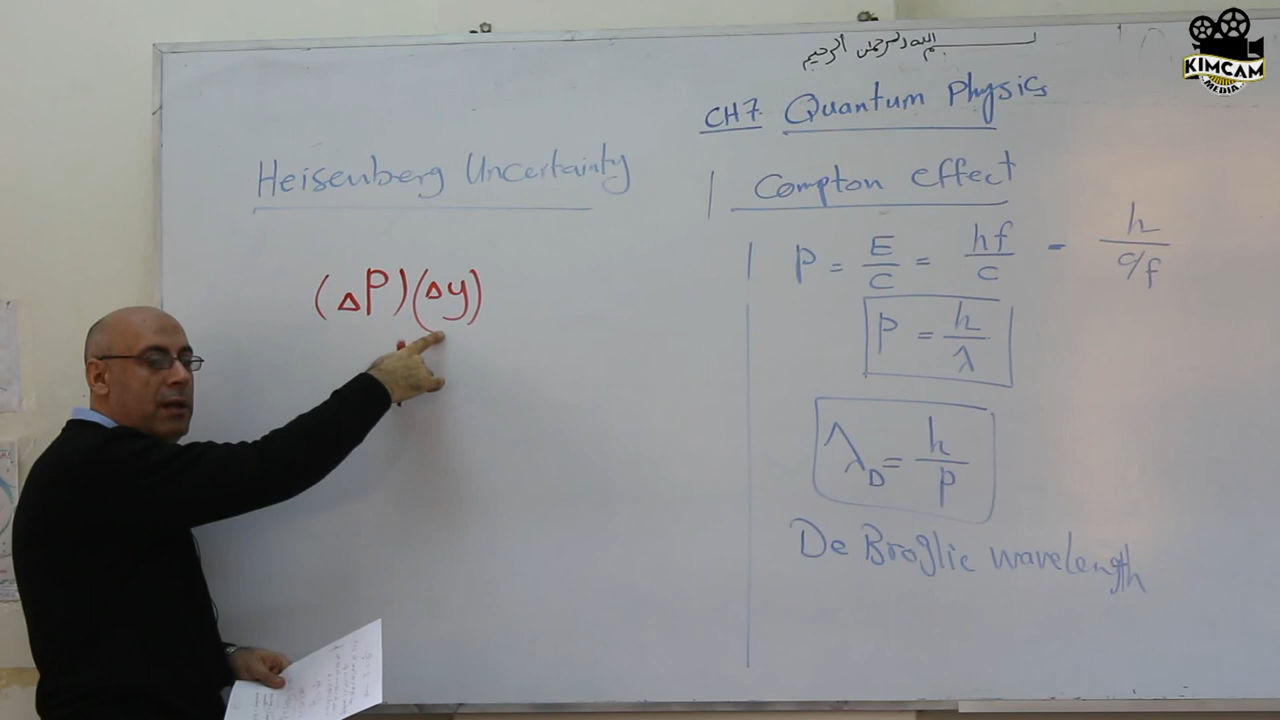 بسم الله الرحمن الرحيم
CH7 Quantum Physics
Heisenberg Uncertainty
(ΔP)(Δy)
Compton effect
P = E/C = hf/C - h/c/f
P = h/λ
λD = h/P
De Broglie wavelength
KIMCAM
MEDIA